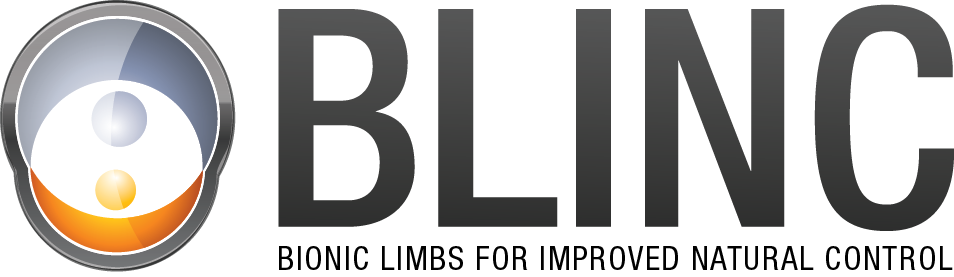 BLINC
BIONIC LIMBS FOR IMPROVED NATURAL CONTROL